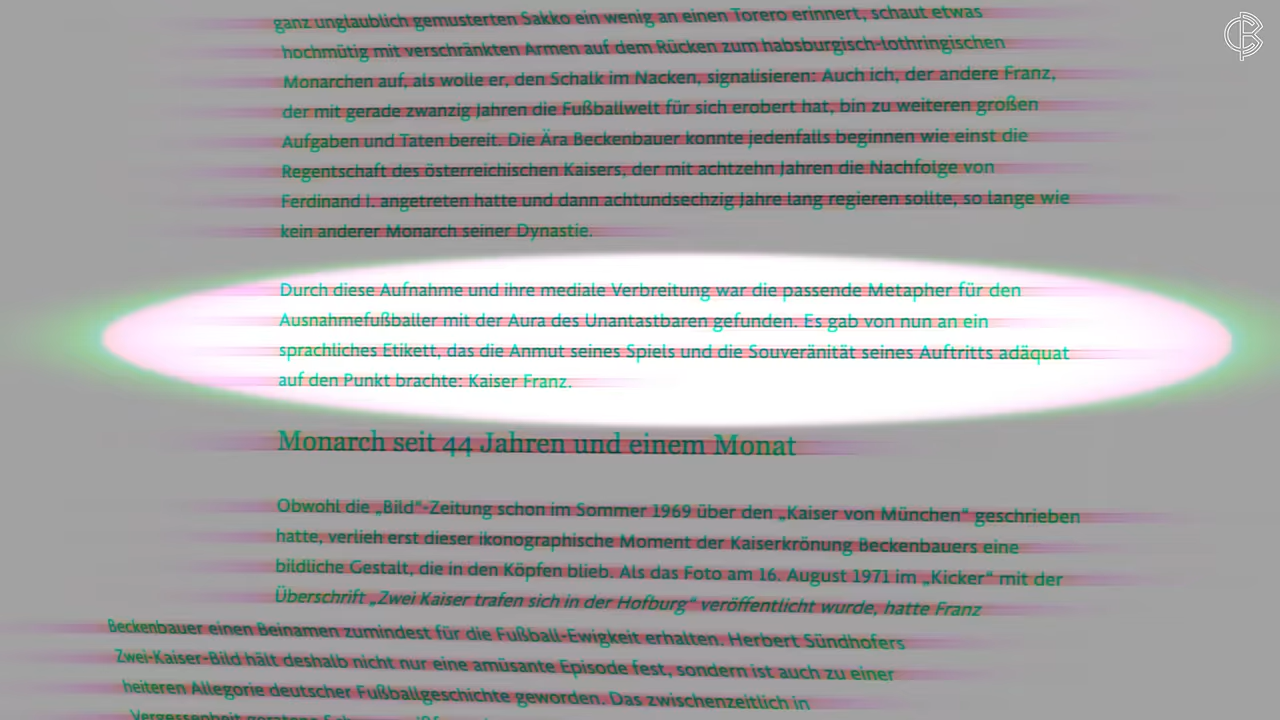 ganz unglaublich gemusterten Sakko ein wenig an einen Torero erinnert, schaut etwas
hochmütig mit verschränkten Armen auf dem Rücken zum habsburgisch-lothringischen
Monarchen auf, als wolle er, den Schalk im Nacken, signalisieren: Auch ich, der andere Franz,
der mit gerade zwanzig Jahren die Fußballwelt für sich erobert hat, bin zu weiteren großen
Aufgaben und Taten bereit. Die Ära Beckenbauer konnte jedenfalls beginnen wie einst die
Regentschaft des österreichischen Kaisers, der mit achtzehn Jahren die Nachfolge von
Ferdinand I. angetreten hatte und dann achtundsechzig Jahre lang regieren sollte, so lange wie
kein anderer Monarch seiner Dynastie.
Durch diese Aufnahme und ihre mediale Verbreitung war die passende Metapher für den
Ausnahmefußballer mit der Aura des Unantastbaren gefunden. Es gab von nun an ein
sprachliches Etikett, das die Anmut seines Spiels und die Souveränität seines Auftritts adäquat
auf den Punkt brachte: Kaiser Franz.
Monarch seit 44 Jahren und einem Monat
Obwohl die „Bild“-Zeitung schon im Sommer 1969 über den „Kaiser von München“ geschrieben
hatte, verlieh erst dieser ikonographische Moment der Kaiserkrönung Beckenbauers eine
bildliche Gestalt, die in den Köpfen blieb. Als das Foto am 16. August 1971 im „Kicker“ mit der
Überschrift „Zwei Kaiser trafen sich in der Hofburg“ veröffentlicht wurde, hatte Franz
Beckenbauer einen Beinamen zumindest für die Fußball-Ewigkeit erhalten. Herbert Sündhofers
Zwei-Kaiser-Bild hält deshalb nicht nur eine amüsante Episode fest, sondern ist auch zu einer
heiteren Allegorie deutscher Fußballgeschichte geworden. Das zwischenzeitlich in
Vergessenheit geratene